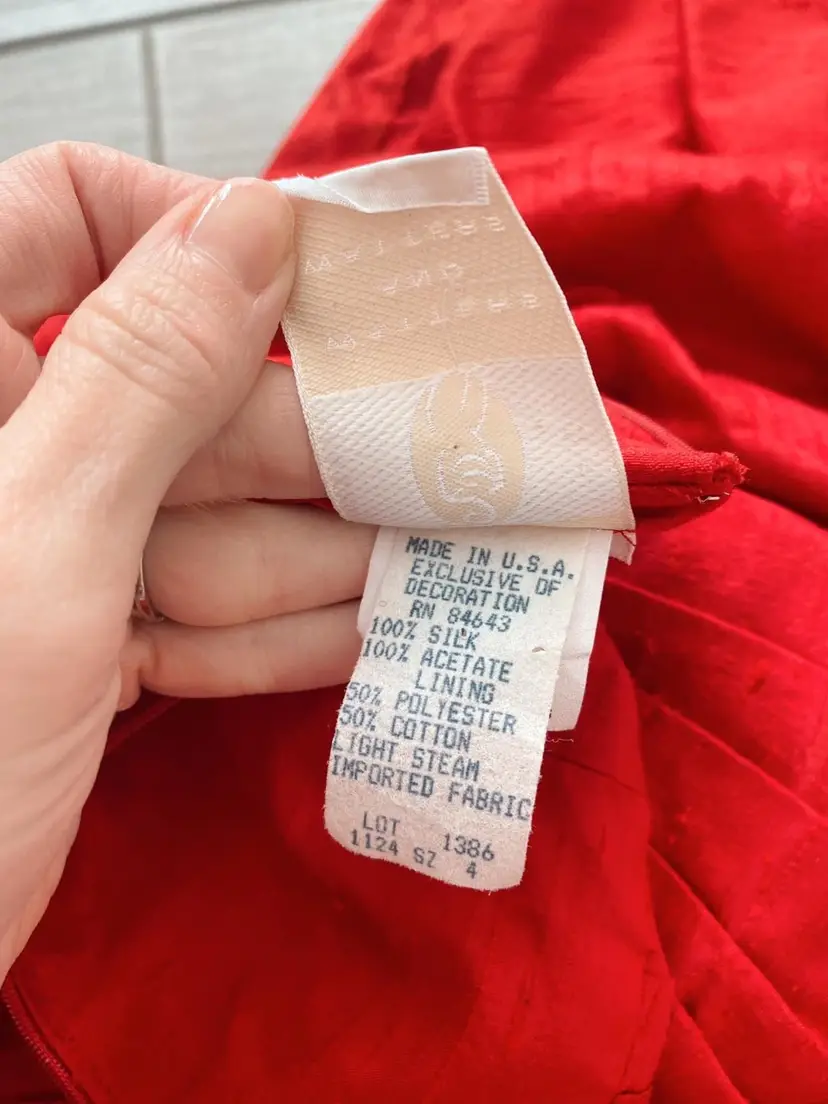 MADE IN U.S.A.
EXCLUSIVE OF
DECORATION
RN 84643
100% SILK
100% ACETATE
LINING
50% POLYESTER
50% COTTON
LIGHT STEAM
IMPORTED FABRIC
LOT 1386
1124 SZ 4